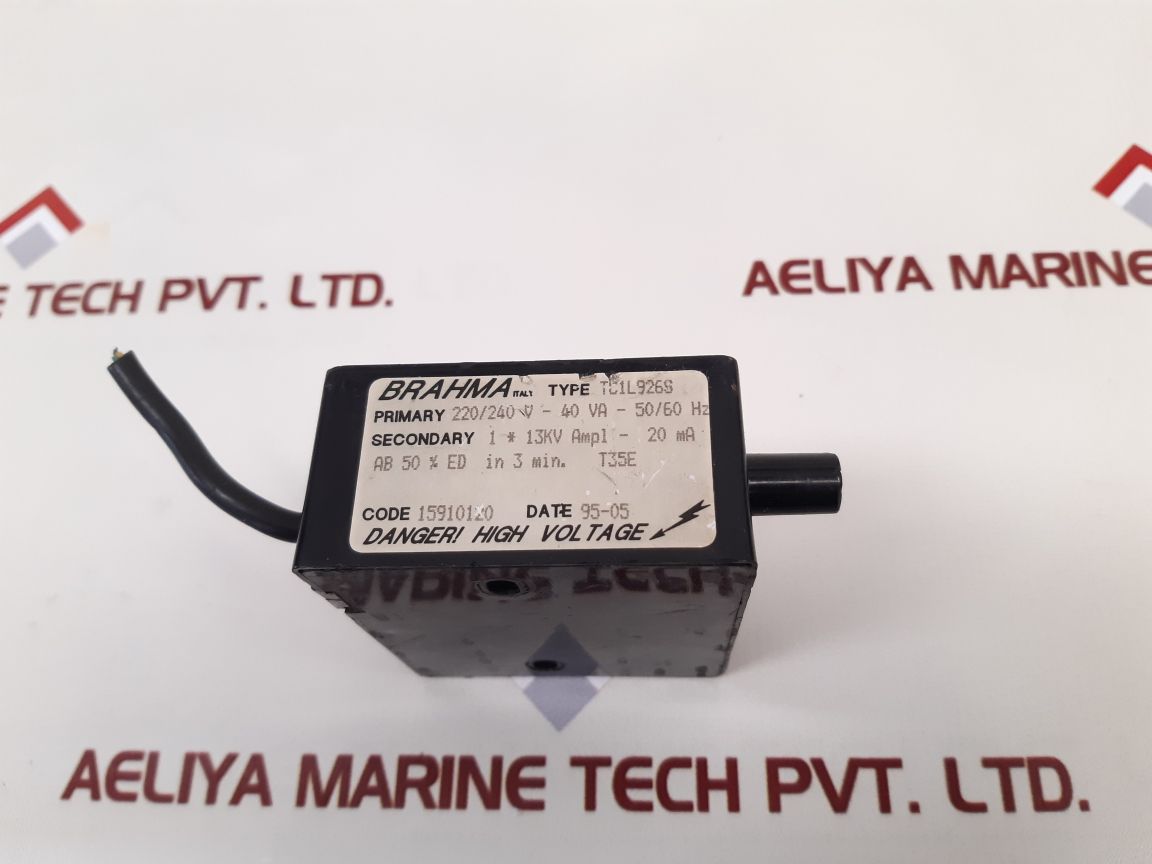 E TECH PVT. LTD.
AELIYA MARINE
BRAHMA ITALY TYPE TC1L926S
PRIMARY 220/240 V - 40 VA - 50/60 Hz
SECONDARY 1 * 13KV Ampl - 20 mA
AB 50 % ED in 3 min. T35E
CODE 15910120 DATE 95-05
DANGER! HIGH VOLTAGE
AELIYA MARINE TECH PVT. LTD.